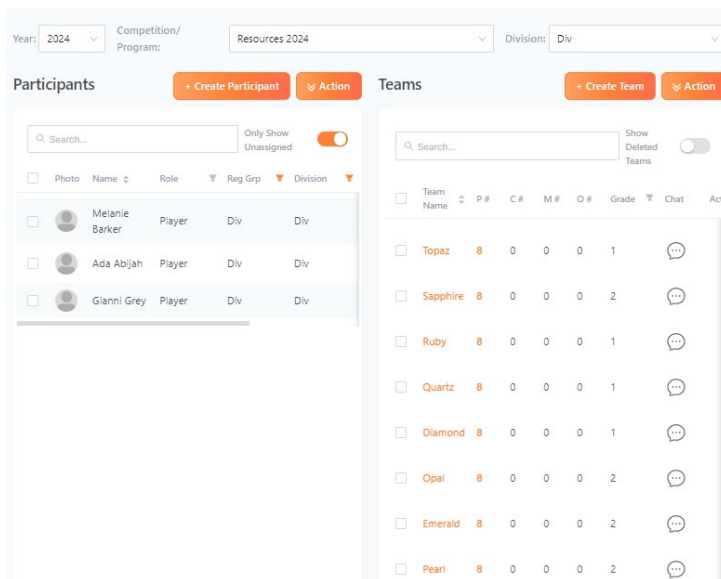 Year: 2024 Competition/ Program: Resources 2024 Division: Div
Participants + Create Participant Action
Search... Only Show Unassigned
Photo Name Role Reg Grp Division
Melanie Barker Player Div Div
Ada Abijah Player Div Div
Gianni Grey Player Div Div
Teams + Create Team Action
Search... Show Deleted Teams
Team Name P # C # M # O # Grade Chat Act
Topaz 8 0 0 0 1
Sapphire 8 0 0 0 2
Ruby 8 0 0 0 1
Quartz 8 0 0 0 1
Diamond 8 0 0 0 1
Opal 8 0 0 0 2
Emerald 8 0 0 0 2
Pearl 8 0 0 0 2